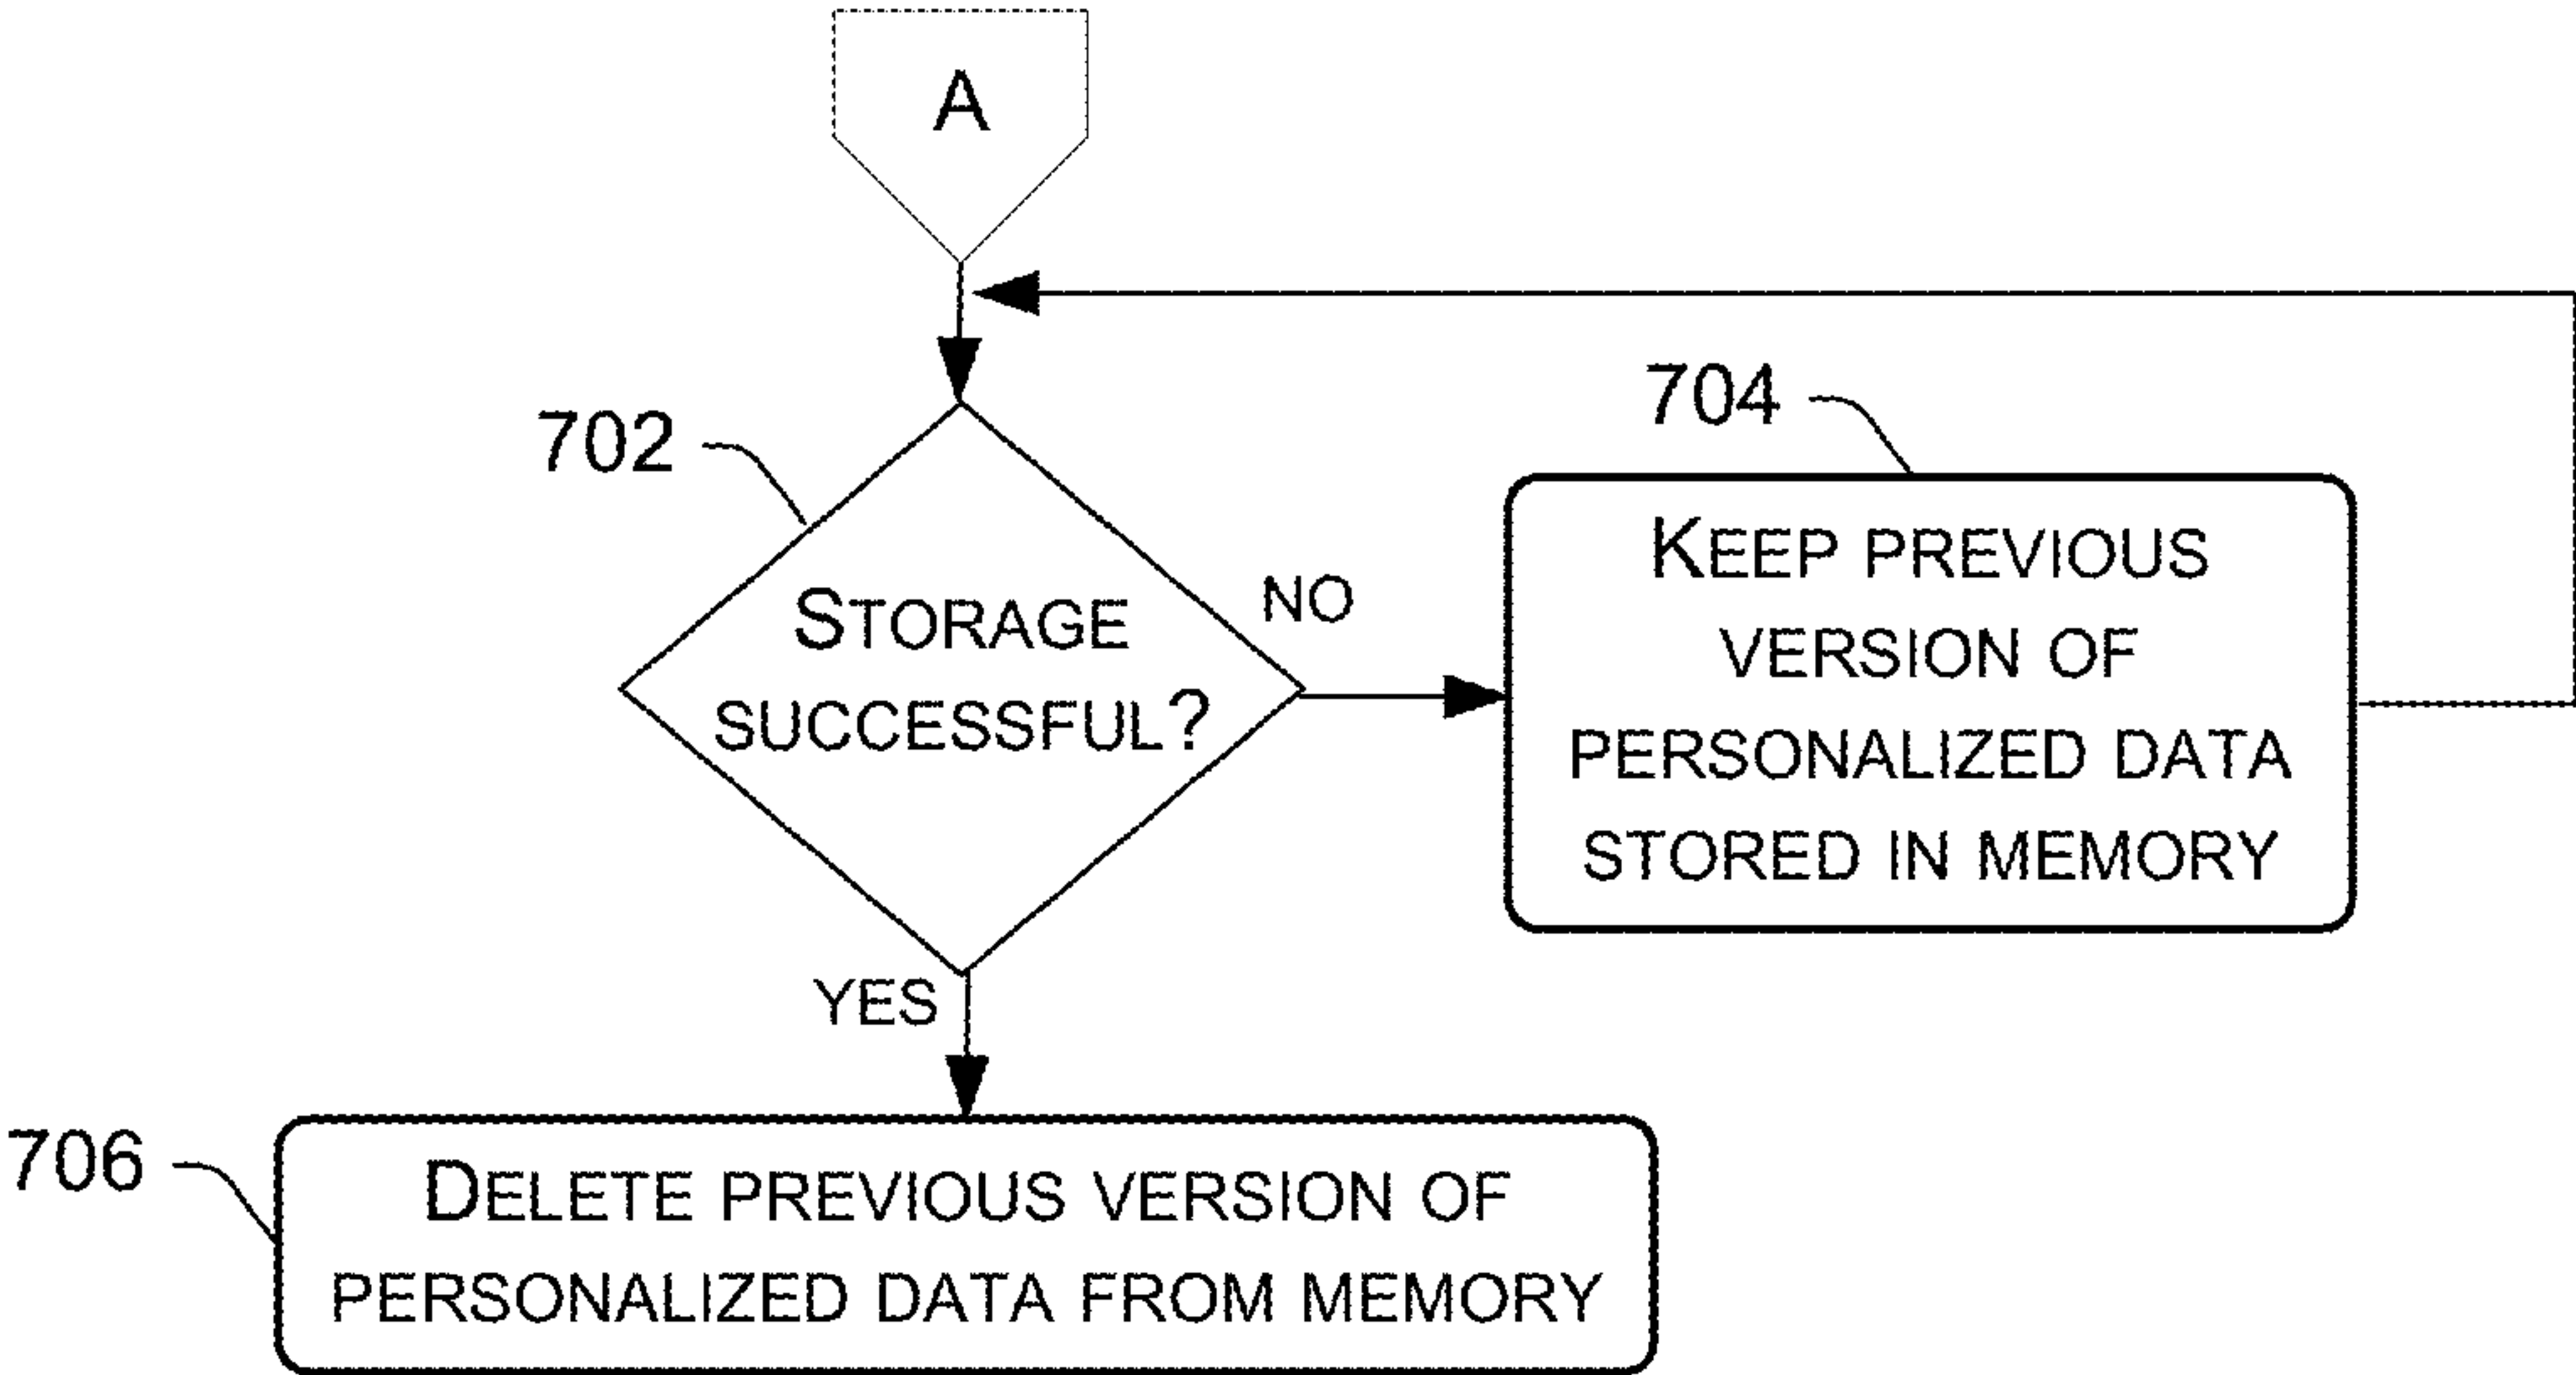 A
702
704
STORAGE
SUCCESSFUL?
NO
KEEP PREVIOUS
VERSION OF
PERSONALIZED DATA
STORED IN MEMORY
YES
706
DELETE PREVIOUS VERSION OF
PERSONALIZED DATA FROM MEMORY